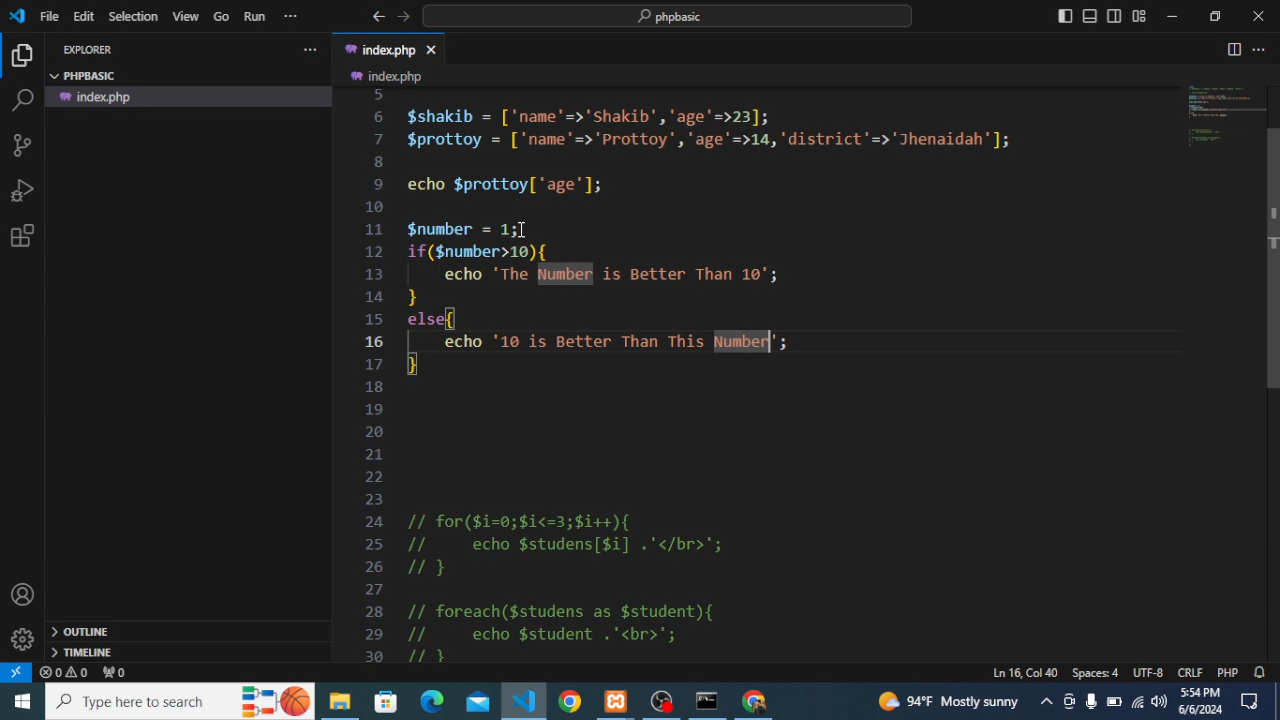 File Edit Selection View Go Run ···
phpbasic
EXPLORER ···
PHPBASIC
index.php
OUTLINE
TIMELINE
index.php
index.php
5
6 $shakib = ['name'=>'Shakib','age'=>23];
7 $prottoy = ['name'=>'Prottoy','age'=>14,'district'=>'Jhenaidah'];
8
9 echo $prottoy['age'];
10
11 $number = 1;
12 if($number>10){
13 echo 'The Number is Better Than 10';
14 }
15 else{
16 echo '10 is Better Than This Number';
17 }
18
19
20
21
22
23
24 // for($i=0;$i<=3;$i++){
25 // echo $studens[$i] .'</br>';
26 // }
27
28 // foreach($studens as $student){
29 // echo $student .'<br>';
30 // }
0 0 0 Ln 16, Col 40 Spaces: 4 UTF-8 CRLF PHP
Type here to search
94°F Mostly sunny
5:54 PM
6/6/2024